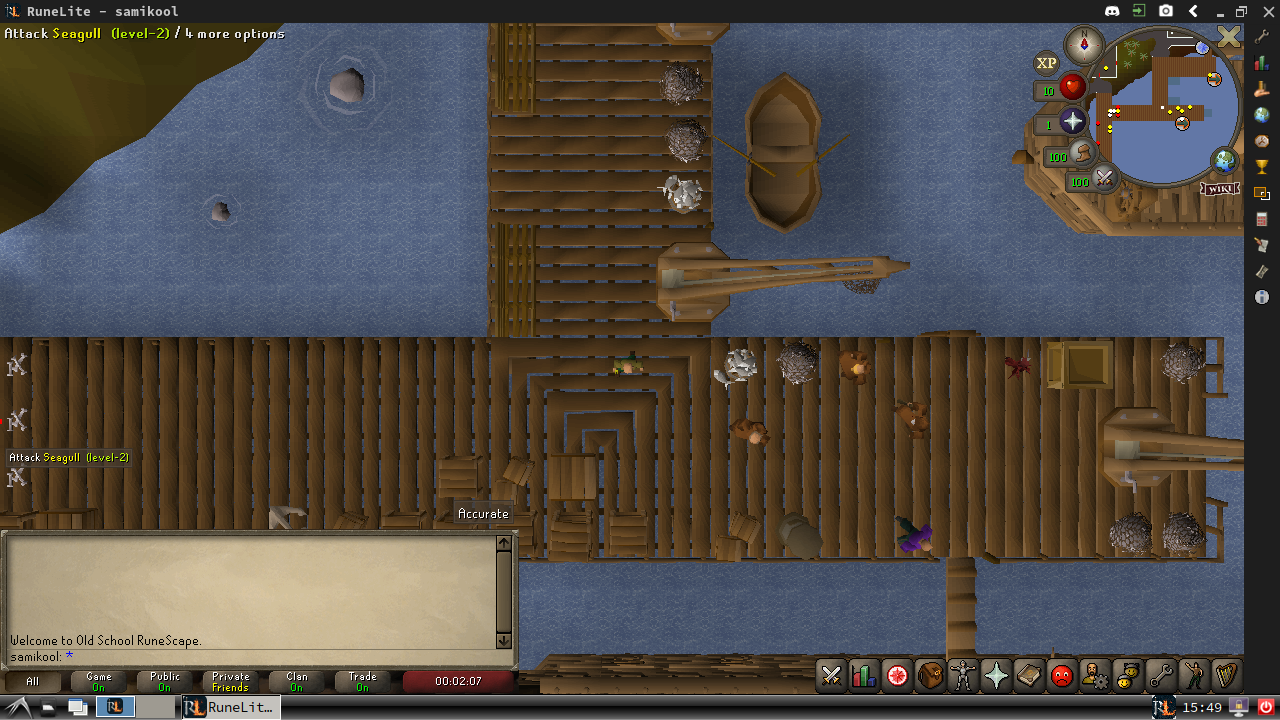 RuneLite - samikool
Attack Seagull (level-2) / 4 more options
N
XP
10
1
100
100
WIKI
Attack Seagull (level-2)
Accurate
Welcome to Old School RuneScape.
samikool: *
All
Game
On
Public
On
Private
Friends
Clan
On
Trade
On
00:02:07
RuneLit...
15:49